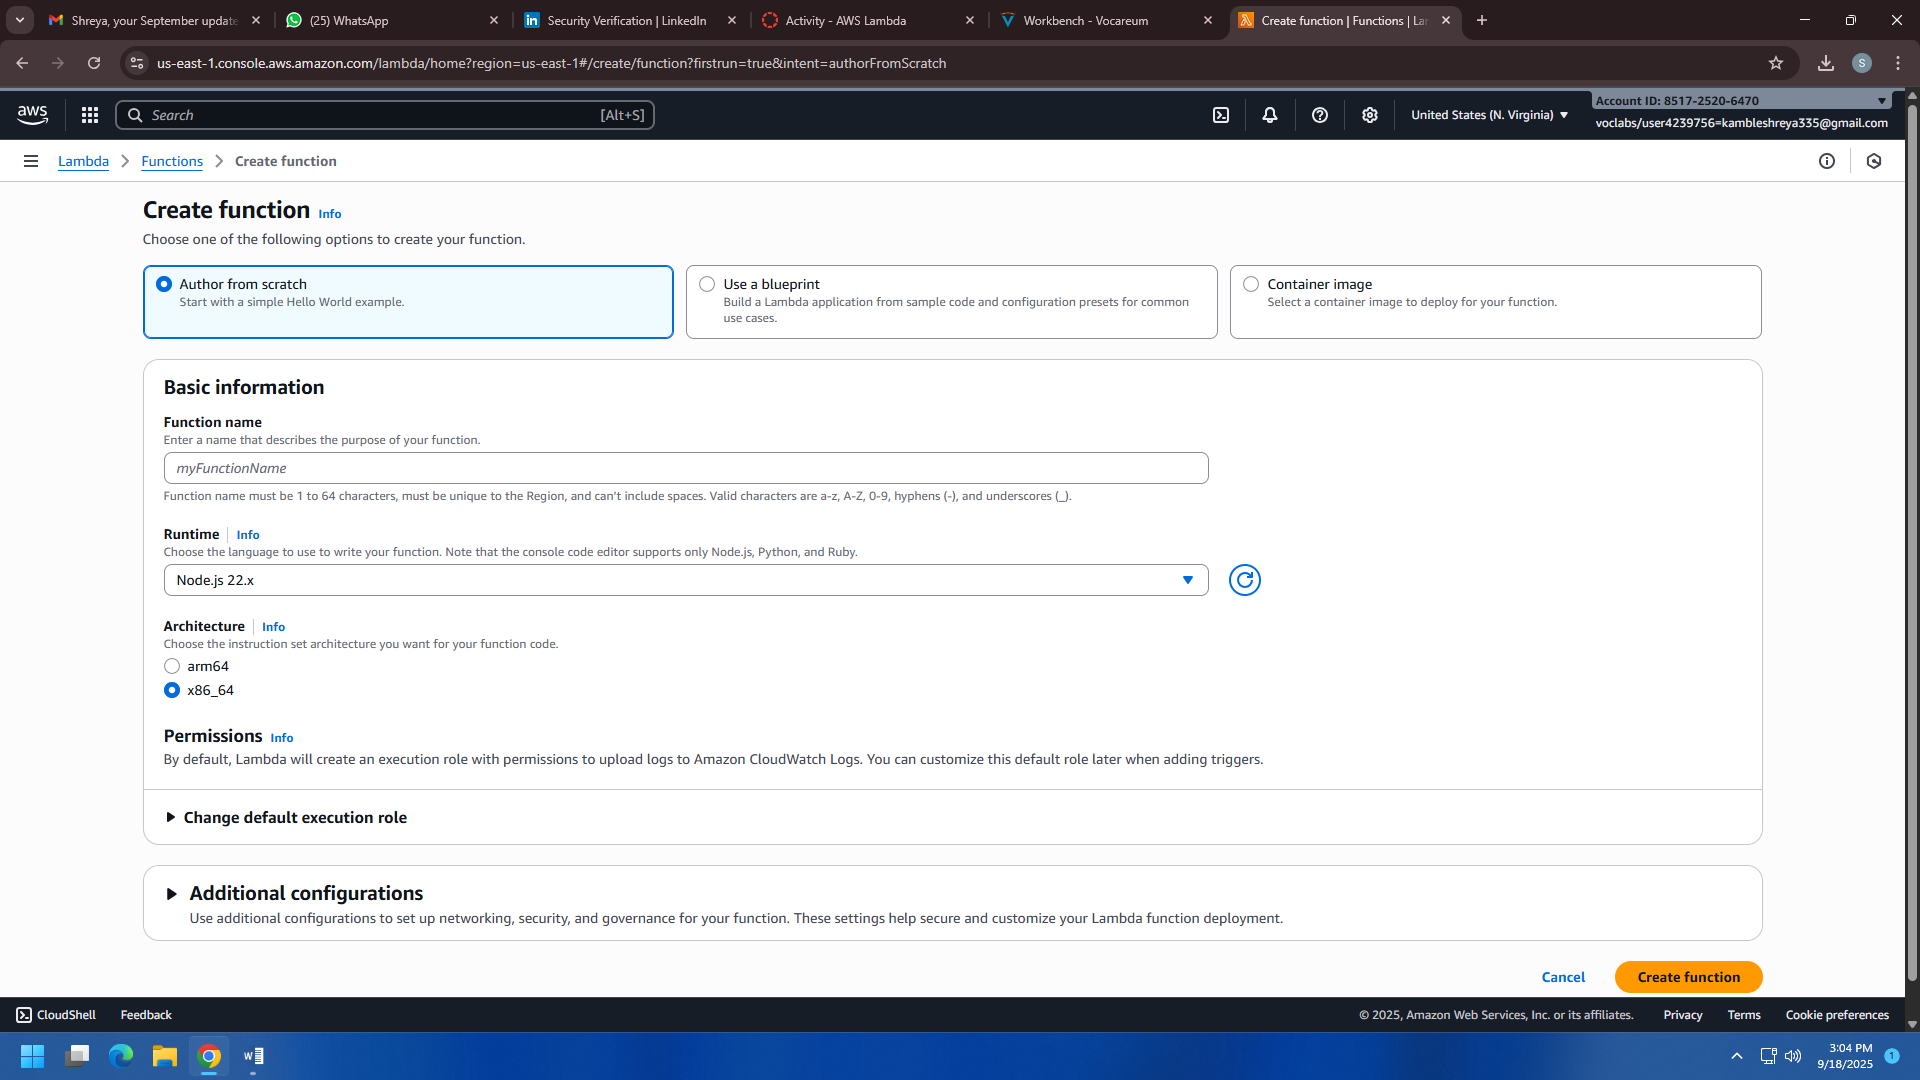 Shreya, your September update
(25) WhatsApp
Security Verification | LinkedIn
Activity - AWS Lambda
Workbench - Vocareum
Create function | Functions | La
us-east-1.console.aws.amazon.com/lambda/home?region=us-east-1#/create/function?firstrun=true&intent=authorFromScratch
S
aws
Search
[Alt+S]
United States (N. Virginia)
Account ID: 8517-2520-6470
voclabs/user4239756=kambleshreya335@gmail.com
Lambda
Functions
Create function
Create function Info
Choose one of the following options to create your function.
Author from scratch
Start with a simple Hello World example.
Use a blueprint
Build a Lambda application from sample code and configuration presets for common
use cases.
Container image
Select a container image to deploy for your function.
Basic information
Function name
Enter a name that describes the purpose of your function.
myFunctionName
Function name must be 1 to 64 characters, must be unique to the Region, and can't include spaces. Valid characters are a-z, A-Z, 0-9, hyphens (-), and underscores (_).
Runtime Info
Choose the language to use to write your function. Note that the console code editor supports only Node.js, Python, and Ruby.
Node.js 22.x
Architecture Info
Choose the instruction set architecture you want for your function code.
arm64
x86_64
Permissions Info
By default, Lambda will create an execution role with permissions to upload logs to Amazon CloudWatch Logs. You can customize this default role later when adding triggers.
Change default execution role
Additional configurations
Use additional configurations to set up networking, security, and governance for your function. These settings help secure and customize your Lambda function deployment.
Cancel
Create function
CloudShell
Feedback
© 2025, Amazon Web Services, Inc. or its affiliates.
Privacy
Terms
Cookie preferences
3:04 PM
9/18/2025
1